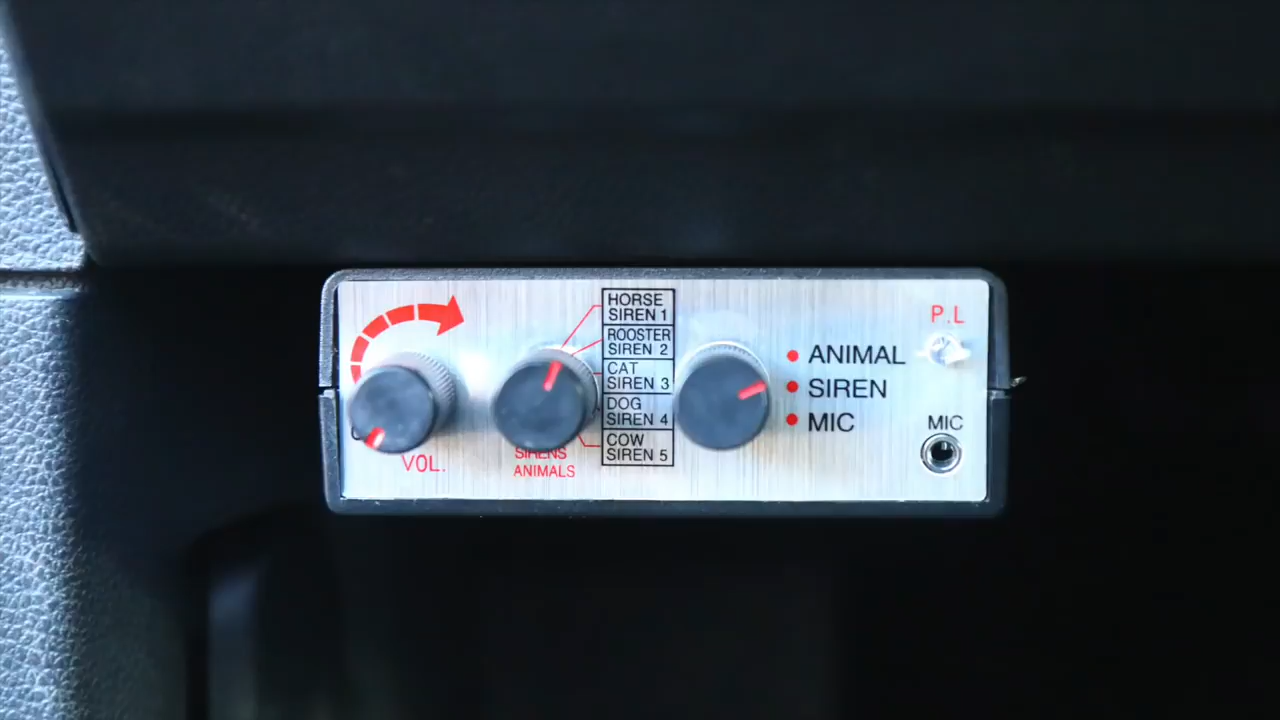 VOL.
SIRENS
ANIMALS
HORSE
SIREN 1
ROOSTER
SIREN 2
CAT
SIREN 3
DOG
SIREN 4
COW
SIREN 5
ANIMAL
SIREN
MIC
P.L
MIC